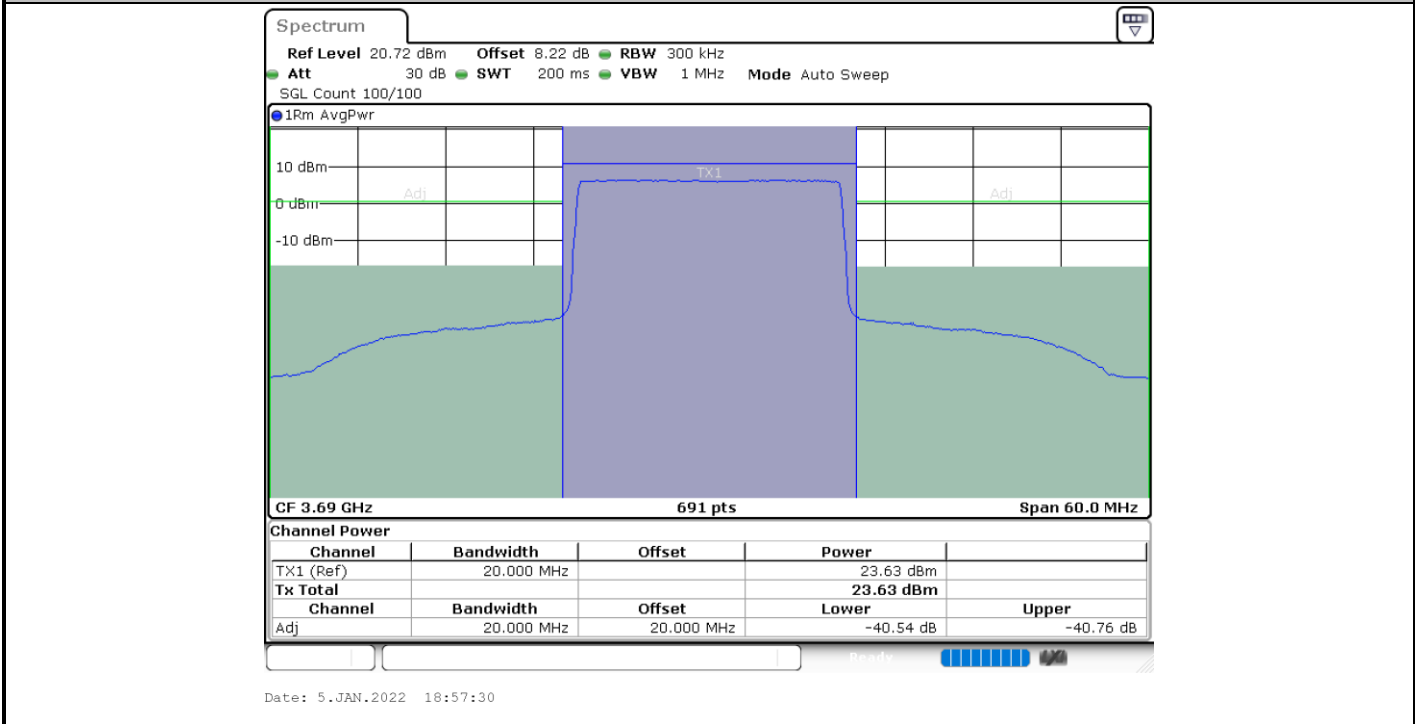 Spectrum
Ref Level 20.72 dBm Offset 8.22 dB RBW 300 kHz
Att 30 dB SWT 200 ms VBW 1 MHz Mode Auto Sweep
SGL Count 100/100
1Rm AvgPwr
10 dBm
TX1
Adj Adj
0 dBm
-10 dBm
CF 3.69 GHz 691 pts Span 60.0 MHz
Channel Power
Channel Bandwidth Offset Power
TX1 (Ref) 20.000 MHz 23.63 dBm
Tx Total 23.63 dBm
Channel Bandwidth Offset Lower Upper
Adj 20.000 MHz 20.000 MHz -40.54 dB -40.76 dB
Ready
Date: 5.JAN.2022 18:57:30